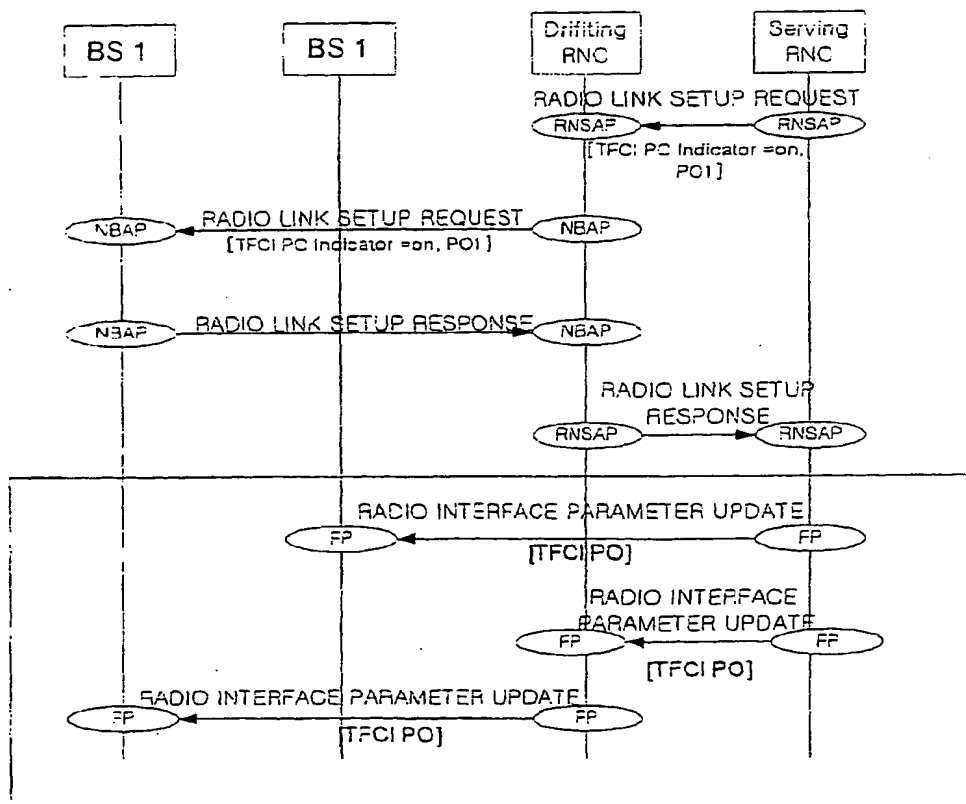 BS 1
BS 1
Drifiting
RNC
Serving
RNC
RADIO LINK SETUP REQUEST
RNSAP
RNSAP
[TFCI PC Indicator =on,
PO1]
RADIO LINK SETUP REQUEST
NBAP
NBAP
[TFCI PC Indicator =on, PO1]
NBAP
RADIO LINK SETUP RESPONSE
NBAP
RADIO LINK SETUP
RESPONSE
RNSAP
RNSAP
RADIO INTERFACE PARAMETER UPDATE
FP
FP
[TFCI PO]
RADIO INTERFACE
PARAMETER UPDATE
FP
FP
[TFCI PO]
RADIO INTERFACE PARAMETER UPDATE
FP
FP
[TFCI PO]